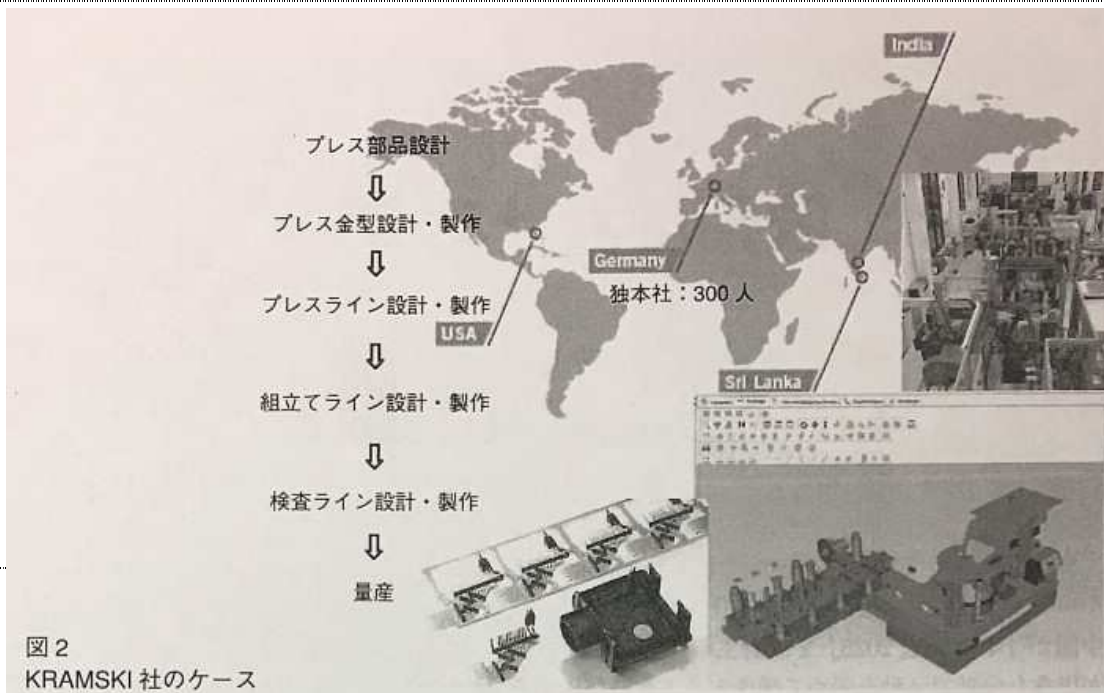 India
プレス部品設計
⇩
プレス金型設計・製作
⇩
Germany
独本社：300 人
プレスライン設計・製作
USA
⇩
Sri Lanka
組立てライン設計・製作
⇩
検査ライン設計・製作
⇩
量産
図 2
KRAMSKI 社のケース